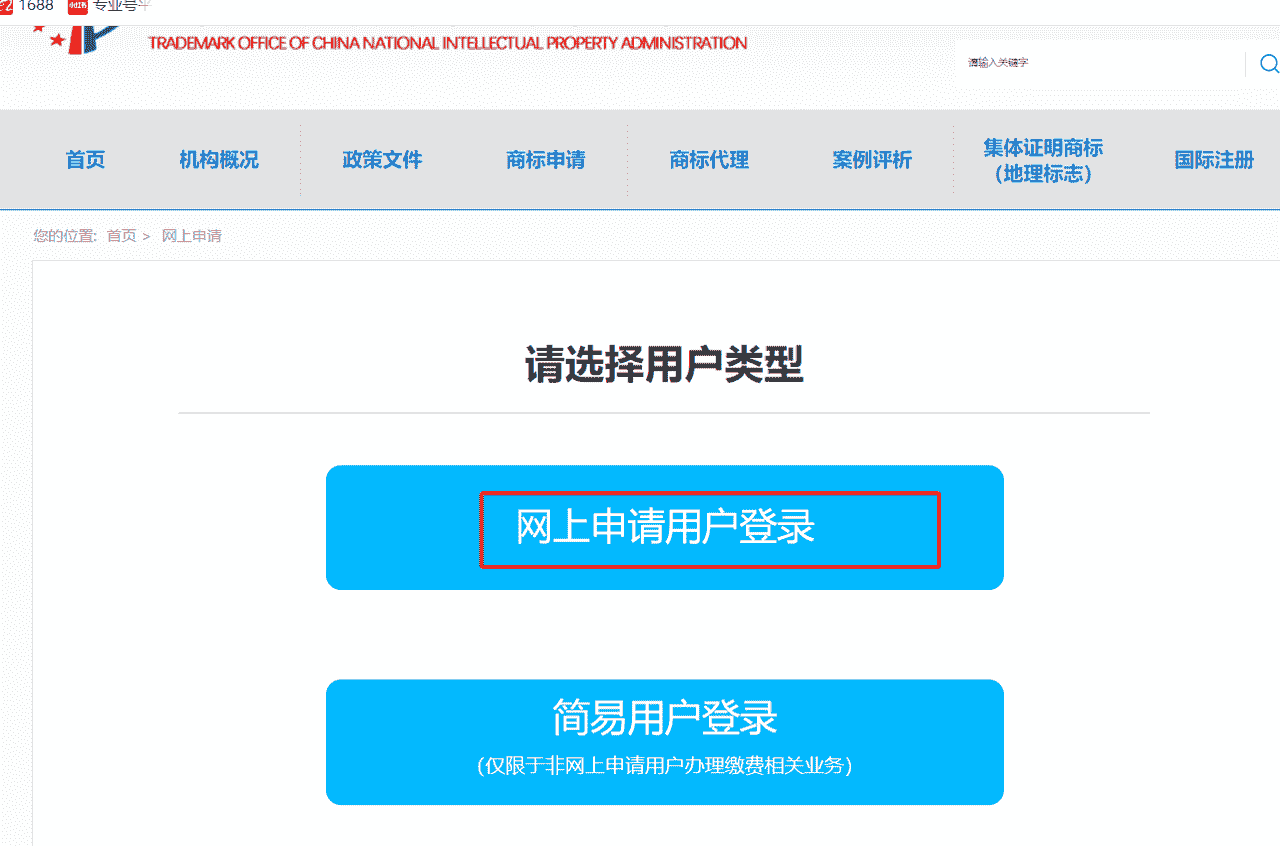 1688 专业号平
TRADEMARK OFFICE OF CHINA NATIONAL INTELLECTUAL PROPERTY ADMINISTRATION
请输入关键字
首页 机构概况 政策文件 商标申请 商标代理 案例评析 集体证明商标 国际注册
(地理标志)
您的位置: 首页 > 网上申请
请选择用户类型
网上申请用户登录
简易用户登录
(仅限于非网上申请用户办理缴费相关业务)